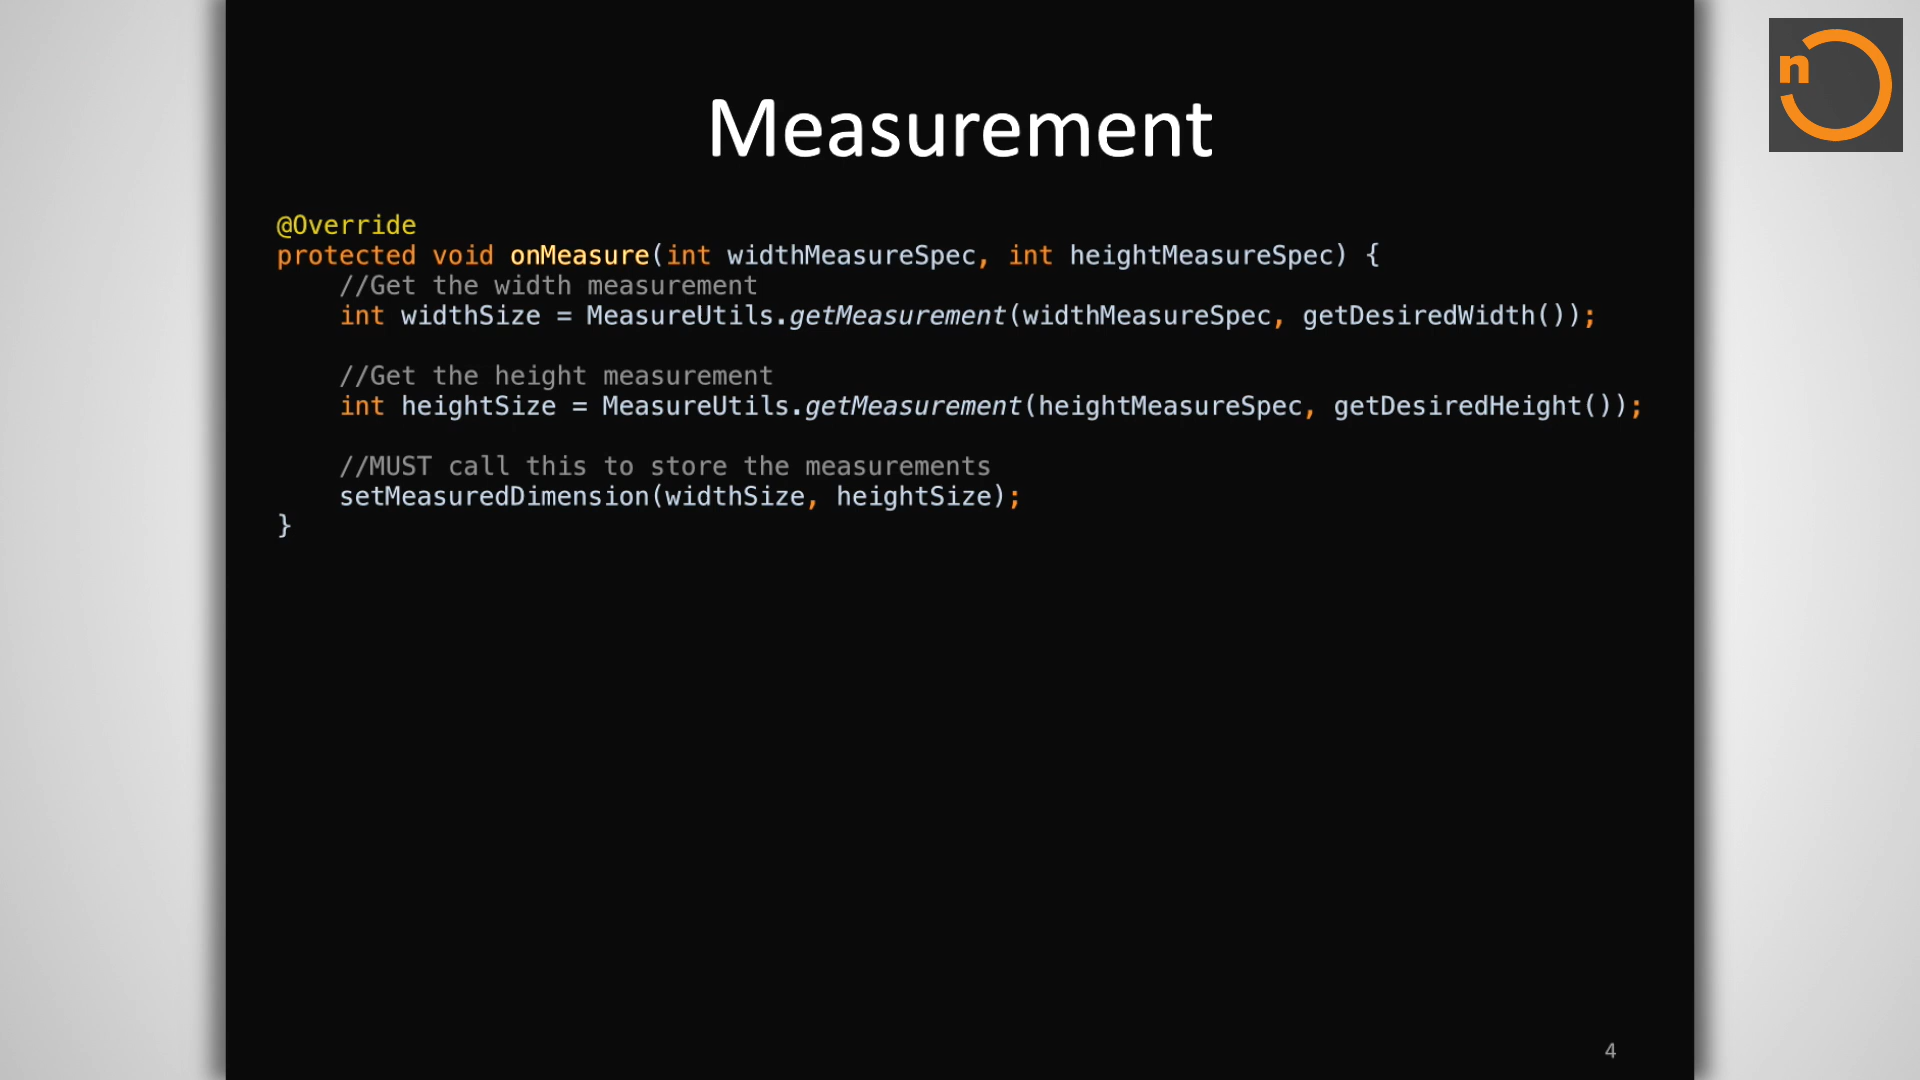 n
Measurement
@Override
protected void onMeasure(int widthMeasureSpec, int heightMeasureSpec) {
    //Get the width measurement
    int widthSize = MeasureUtils.getMeasurement(widthMeasureSpec, getDesiredWidth());
    //Get the height measurement
    int heightSize = MeasureUtils.getMeasurement(heightMeasureSpec, getDesiredHeight());
    //MUST call this to store the measurements
    setMeasuredDimension(widthSize, heightSize);
}
4